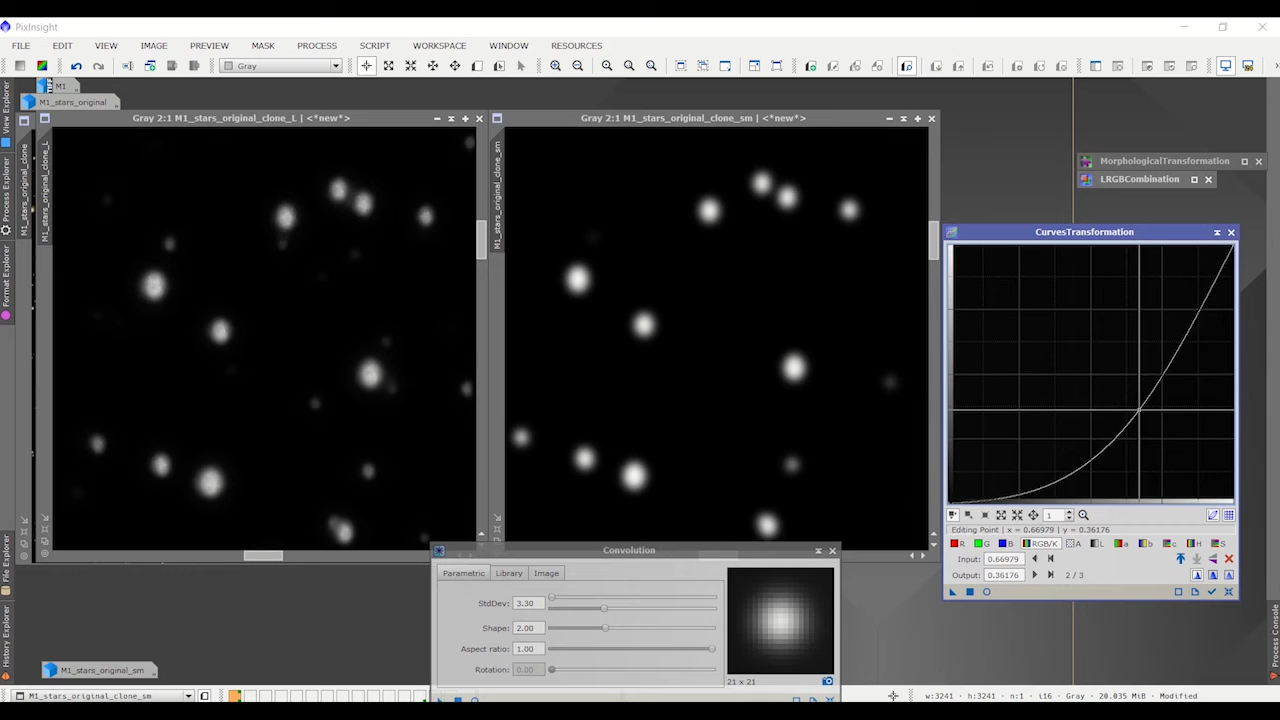 PixInsight
FILE EDIT VIEW IMAGE PREVIEW MASK PROCESS SCRIPT WORKSPACE WINDOW RESOURCES
Gray
M1
M1_stars_original
Gray 2:1 M1_stars_original_clone_L | <*new*>
Gray 2:1 M1_stars_original_clone_sm | <*new*>
View Explorer
Process Explorer
Format Explorer
File Explorer
History Explorer
M1_stars_original_clone
M1_stars_original_clone_L
M1_stars_original_clone_sm
MorphologicalTransformation
LRGBCombination
CurvesTransformation
1
Editing Point | x = 0.66979 | y = 0.36176
R G B RGB/K A L a b c H S
Input: 0.66979
Output: 0.36176 2 / 3
Convolution
Parametric Library Image
StdDev: 3.30
Shape: 2.00
Aspect ratio: 1.00
Rotation: 0.00
21 x 21
M1_stars_original_sm
M1_stars_original_clone_sm
w:3241 · h:3241 · n:1 · i16 · Gray · 20.035 MiB · Modified
Process Console